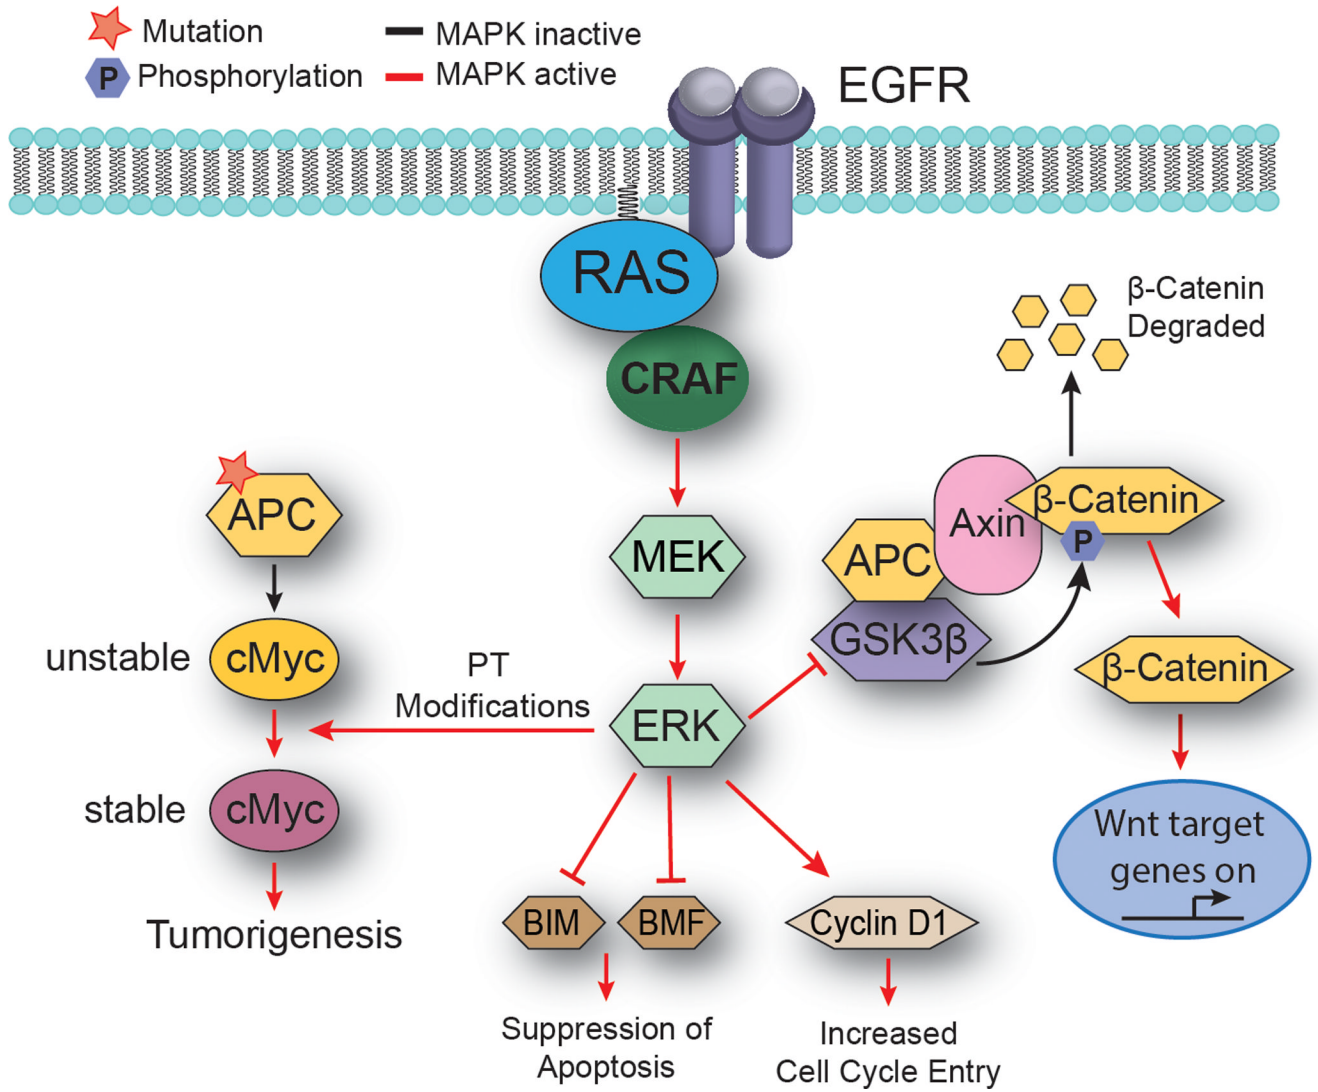 Mutation
MAPK inactive
P
Phosphorylation
MAPK active
EGFR
RAS
β-Catenin
Degraded
CRAF
APC
β-Catenin
Axin
P
MEK
APC
GSK3β
unstable
cMyc
PT
Modifications
β-Catenin
ERK
stable
cMyc
Wnt target
genes on
BIM
BMF
Cyclin D1
Tumorigenesis
Suppression of
Apoptosis
Increased
Cell Cycle Entry